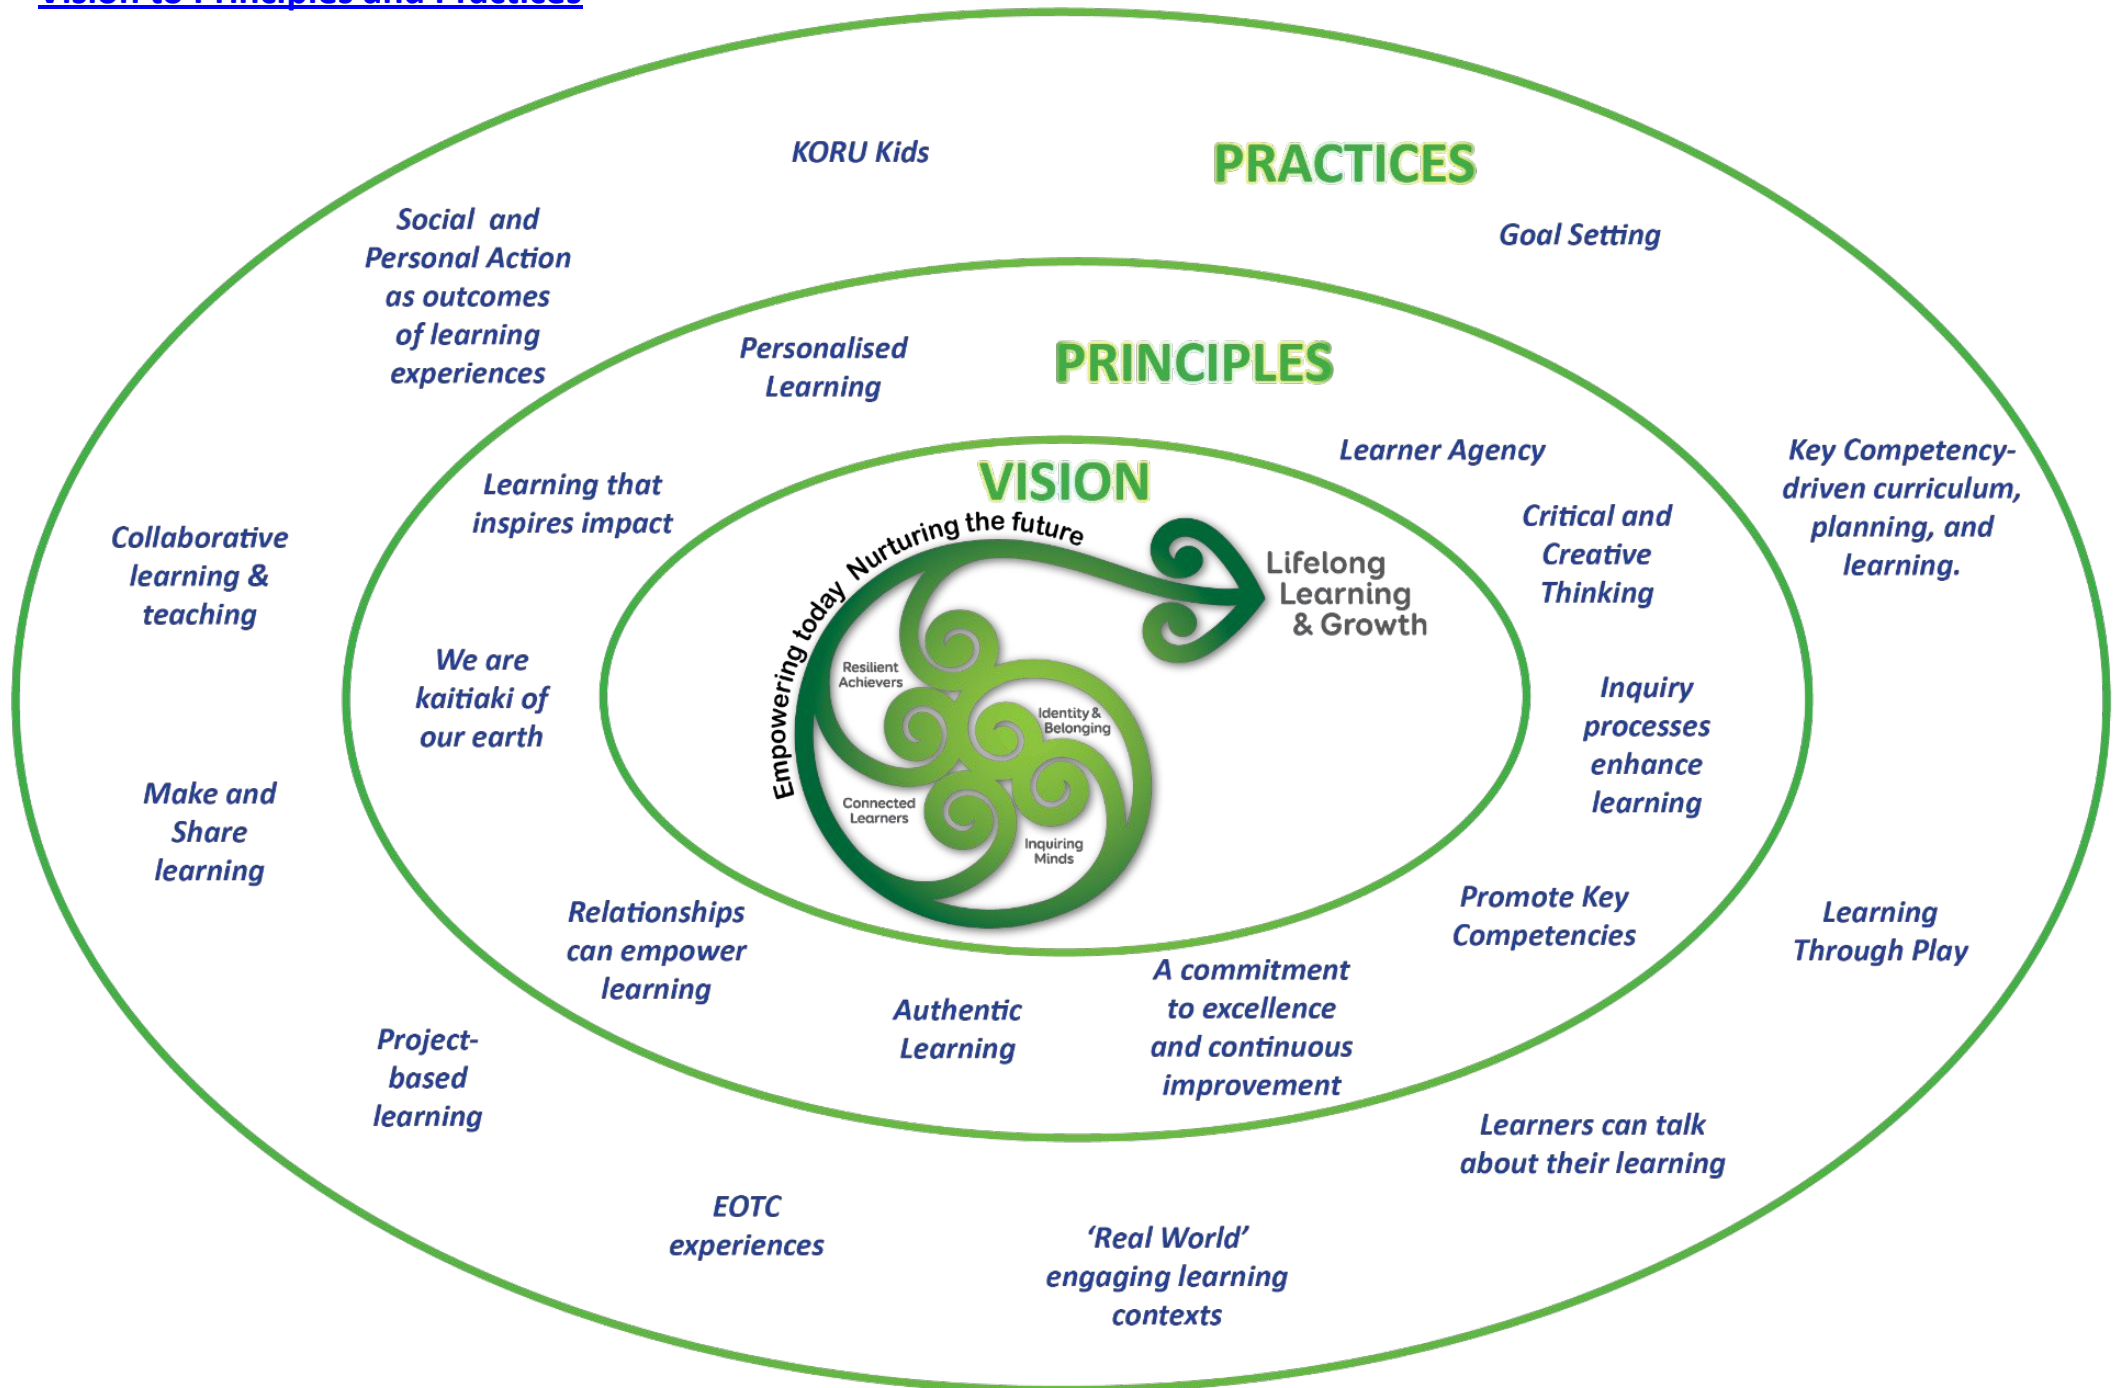 Vision to Principles and Practices
KORU Kids
PRACTICES
Goal Setting
Social and
Personal Action
as outcomes
of learning
experiences
Key Competency-
driven curriculum,
planning, and
learning.
Collaborative
learning &
teaching
Make and
Share
learning
Learning
Through Play
Project-
based
learning
Learners can talk
about their learning
EOTC
experiences
‘Real World’
engaging learning
contexts
PRINCIPLES
Personalised
Learning
Learner Agency
Learning that
inspires impact
Critical and
Creative
Thinking
We are
kaitiaki of
our earth
Inquiry
processes
enhance
learning
Relationships
can empower
learning
Promote Key
Competencies
Authentic
Learning
A commitment
to excellence
and continuous
improvement
VISION
Empowering today Nurturing the future
Lifelong
Learning
& Growth
Resilient
Achievers
Identity &
Belonging
Connected
Learners
Inquiring
Minds